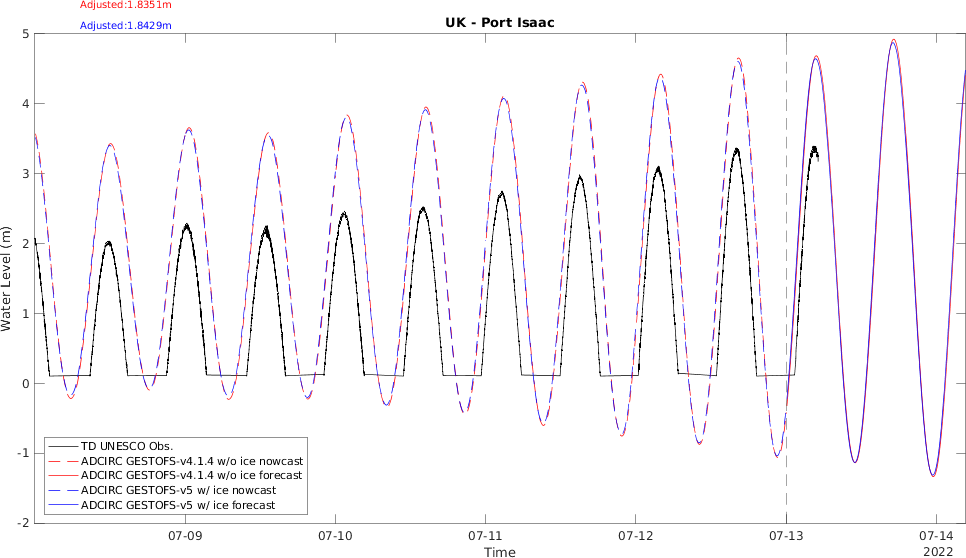 Adjusted:1.8351m
Adjusted:1.8429m
UK - Port Isaac
Water Level (m)
5
4
3
2
1
0
-1
-2
TD UNESCO Obs.
ADCIRC GESTOFS-v4.1.4 w/o ice nowcast
ADCIRC GESTOFS-v4.1.4 w/o ice forecast
ADCIRC GESTOFS-v5 w/ ice nowcast
ADCIRC GESTOFS-v5 w/ ice forecast
07-09
07-10
07-11
07-12
07-13
07-14
Time
2022